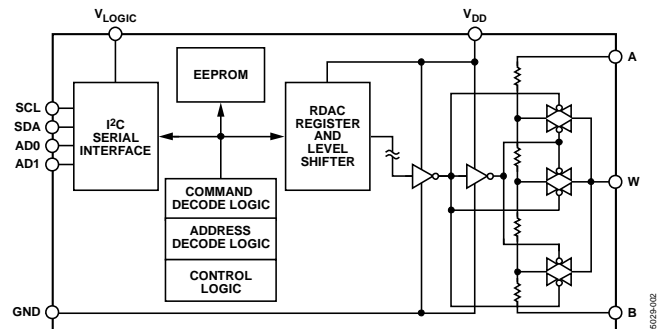 VLOGIC
VDD
EEPROM
A
SCL
SDA
AD0
AD1
I2C
SERIAL
INTERFACE
RDAC
REGISTER
AND
LEVEL
SHIFTER
W
COMMAND
DECODE LOGIC
ADDRESS
DECODE LOGIC
CONTROL
LOGIC
GND
B
6029-002